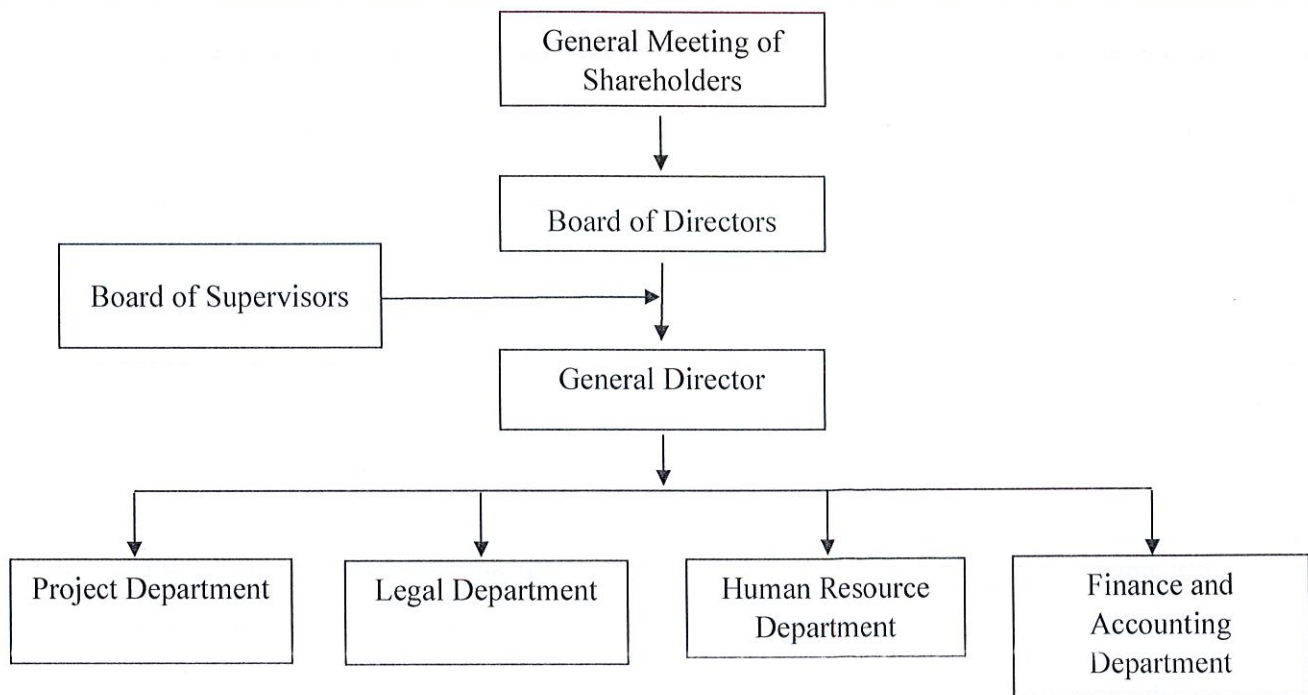 General Meeting of
Shareholders
Board of Directors
Board of Supervisors
General Director
Project Department
Legal Department
Human Resource
Department
Finance and
Accounting
Department